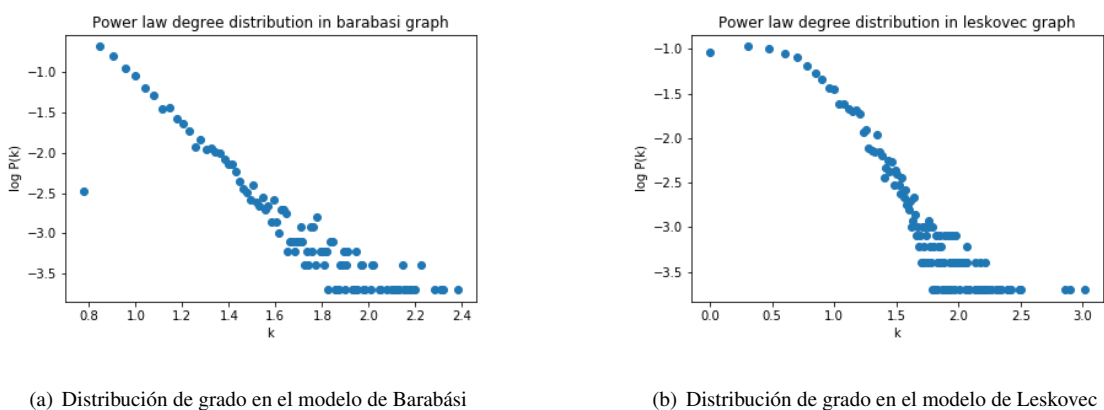 Power law degree distribution in barabasi graph
−1.0
−1.5
−2.0
−2.5
−3.0
−3.5
log P(k)
0.8 1.0 1.2 1.4 1.6 1.8 2.0 2.2 2.4
k
Power law degree distribution in leskovec graph
−1.0
−1.5
−2.0
−2.5
−3.0
−3.5
log P(k)
0.0 0.5 1.0 1.5 2.0 2.5 3.0
k
(a) Distribución de grado en el modelo de Barabási
(b) Distribución de grado en el modelo de Leskovec